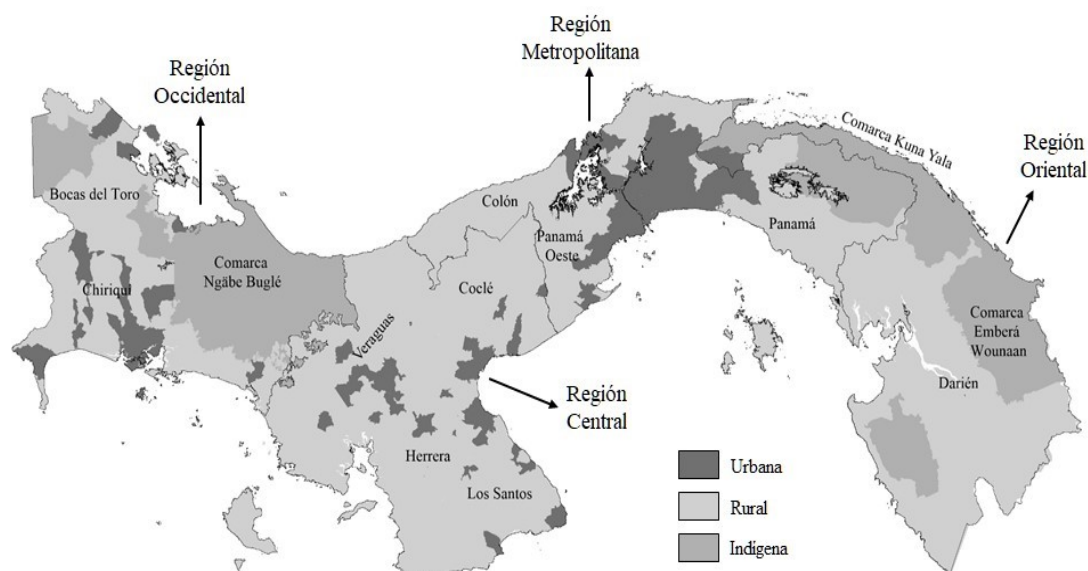 Región
Metropolitana
Región
Occidental
Comarca Kuna Yala
Región
Oriental
Bocas del Toro
Colón
Panamá
Oeste
Panamá
Comarca
Ngäbe Buglé
Chiriquí
Coclé
Veraguas
Comarca
Emberá
Wounaan
Darién
Región
Central
Herrera
Los Santos
Urbana
Rural
Indigena